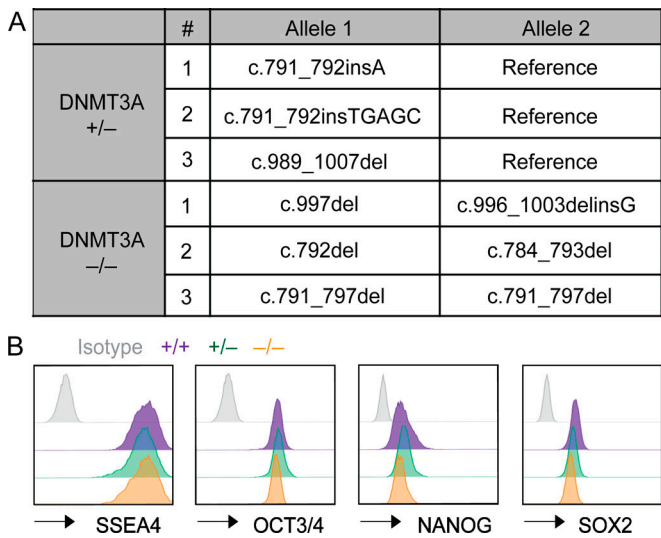 A
# Allele 1 Allele 2
DNMT3A
+/–
1 c.791_792insA Reference
2 c.791_792insTGAGC Reference
3 c.989_1007del Reference
DNMT3A
–/–
1 c.997del c.996_1003delinsG
2 c.792del c.784_793del
3 c.791_797del c.791_797del
B
Isotype +/+ +/– –/–
SSEA4 OCT3/4 NANOG SOX2